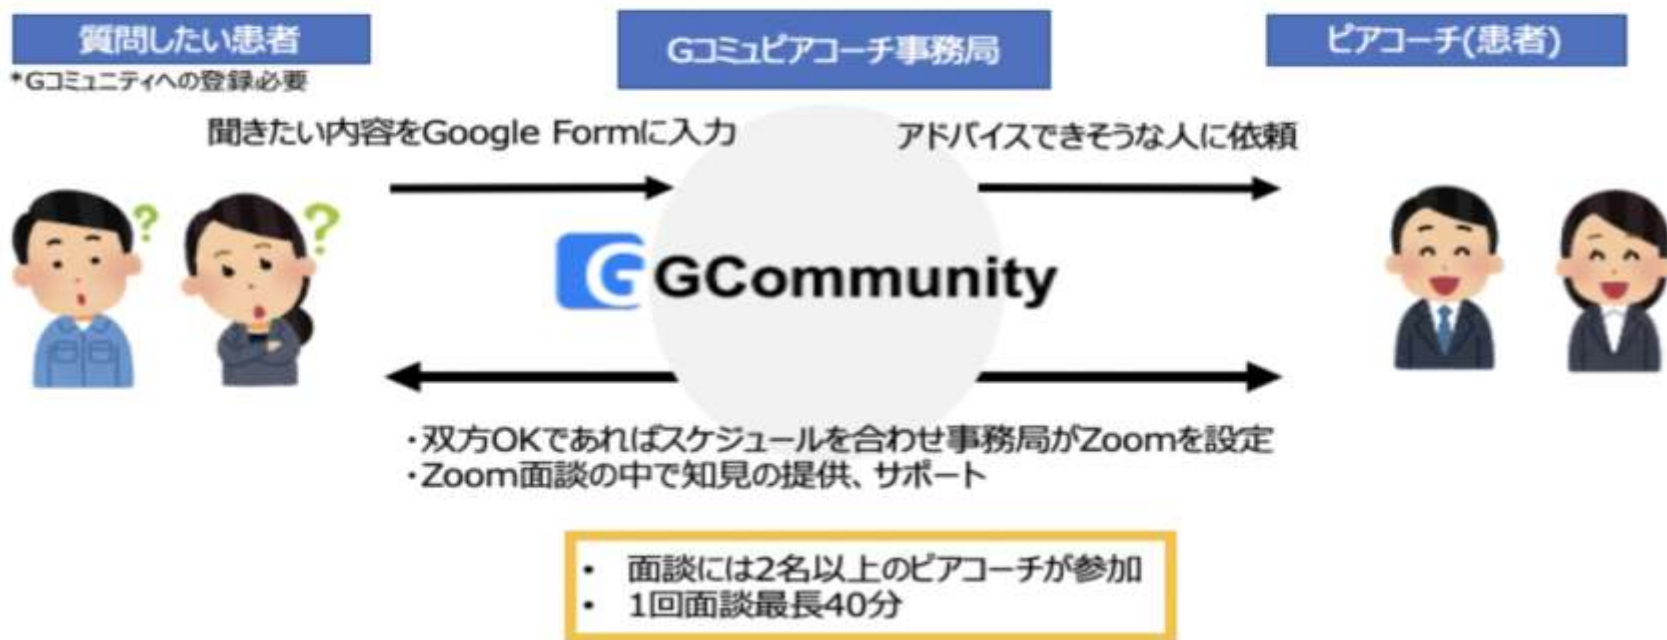 質問したい患者
Gコミュピアコーチ事務局
ピアコーチ(患者)
*Gコミュニティへの登録必要
聞きたい内容をGoogle Formに入力
アドバイスできそうな人に依頼
?
?
G GCommunity
・双方OKであればスケジュールを合わせ事務局がZoomを設定
・Zoom面談の中で知見の提供、サポート
• 面談には2名以上のピアコーチが参加
• 1回面談最長40分